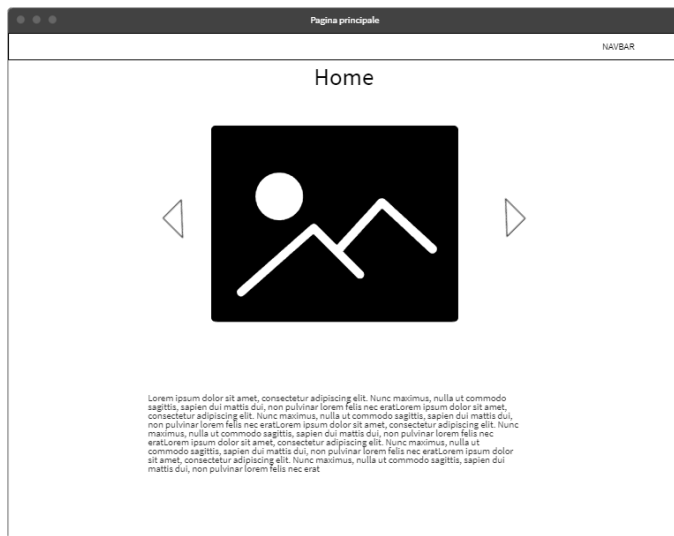 Pagina principale
NAVBAR
Home
Lorem ipsum dolor sit amet, consectetur adipiscing elit. Nunc maximus, nulla ut commodo
sagittis, sapien dui mattis dui, non pulvinar lorem felis nec eratLorem ipsum dolor sit amet,
consectetur adipiscing elit. Nunc maximus, nulla ut commodo sagittis, sapien dui mattis dui,
non pulvinar lorem felis nec eratLorem ipsum dolor sit amet, consectetur adipiscing elit. Nunc
maximus, nulla ut commodo sagittis, sapien dui mattis dui, non pulvinar lorem felis nec
eratLorem ipsum dolor sit amet, consectetur adipiscing elit. Nunc maximus, nulla ut
commodo sagittis, sapien dui mattis dui, non pulvinar lorem felis nec eratLorem ipsum dolor
sit amet, consectetur adipiscing elit. Nunc maximus, nulla ut commodo sagittis, sapien dui
mattis dui, non pulvinar lorem felis nec erat